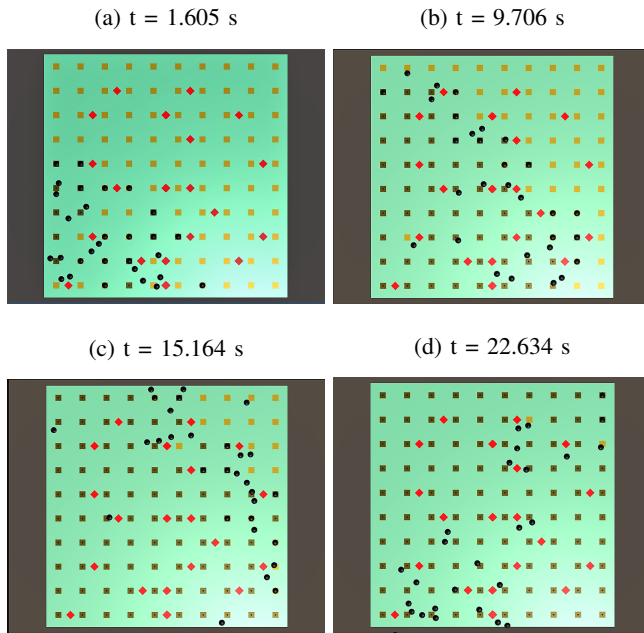 (a) t = 1.605 s
(b) t = 9.706 s
(c) t = 15.164 s
(d) t = 22.634 s